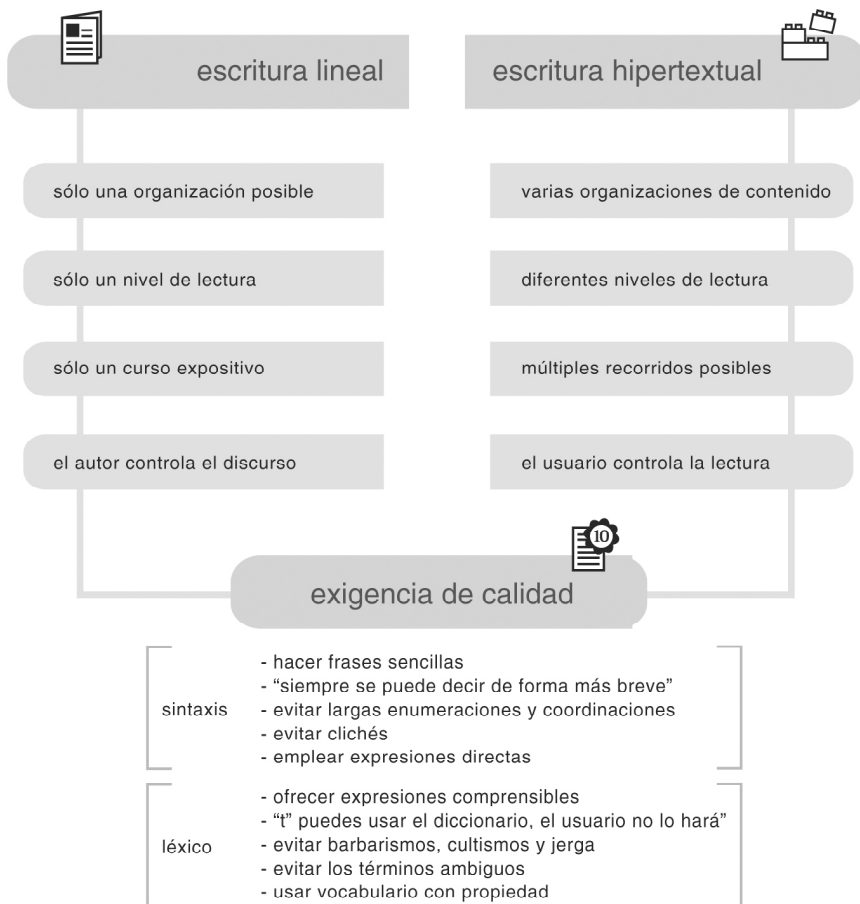 escritura lineal
sólo una organización posible
sólo un nivel de lectura
sólo un curso expositivo
el autor controla el discurso
escritura hipertextual
varias organizaciones de contenido
diferentes niveles de lectura
múltiples recorridos posibles
el usuario controla la lectura
10
exigencia de calidad
sintaxis
- hacer frases sencillas
- “siempre se puede decir de forma más breve”
- evitar largas enumeraciones y coordinaciones
- evitar clichés
- emplear expresiones directas
léxico
- ofrecer expresiones comprensibles
- “t” puedes usar el diccionario, el usuario no lo hará”
- evitar barbarismos, cultismos y jerga
- evitar los términos ambiguos
- usar vocabulario con propiedad